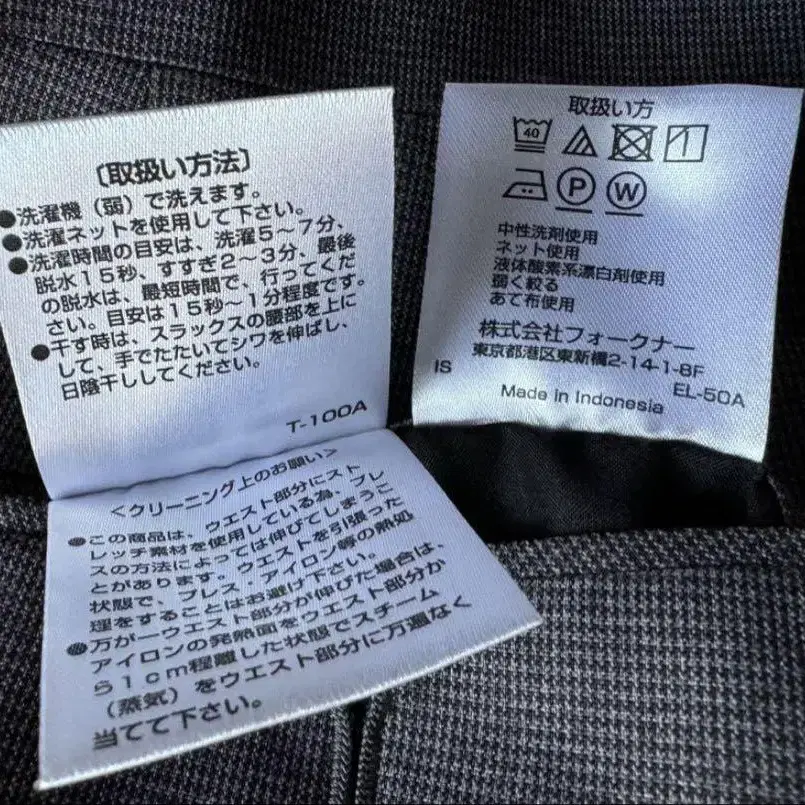 〔取扱い方法〕
●洗濯機（弱）で洗えます。
●洗濯ネットを使用して下さい。
●洗濯時間の目安は、洗濯5～7分、
脱水15秒、すすぎ2～3分、最後
の脱水は、最短時間で、行ってくだ
さい。目安は15秒～1分程度です。
●干す時は、スラックスの腰部を上に
して、手でたたいてシワを伸ばし、
日陰干ししてください。
T-100A
＜クリーニング上のお願い＞
●この商品は、ウエスト部分にスト
レッチ素材を使用している為、プレ
スの方法によっては伸びてしまうこ
とがあります。ウエストを引張った
状態で、プレス・アイロン等の熱処
理をすることはお避け下さい。
●万が一ウエスト部分が伸びた場合は、
アイロンの発熱面をウエスト部分か
ら1cm程離した状態でスチーム
（蒸気）をウエスト部分に万遍なく
当てて下さい。
取扱い方
40
P W
中性洗剤使用
ネット使用
液体酸素系漂白剤使用
弱く絞る
あて布使用
株式会社フォークナー
東京都港区東新橋2-14-1-8F
IS
EL-50A
Made in Indonesia